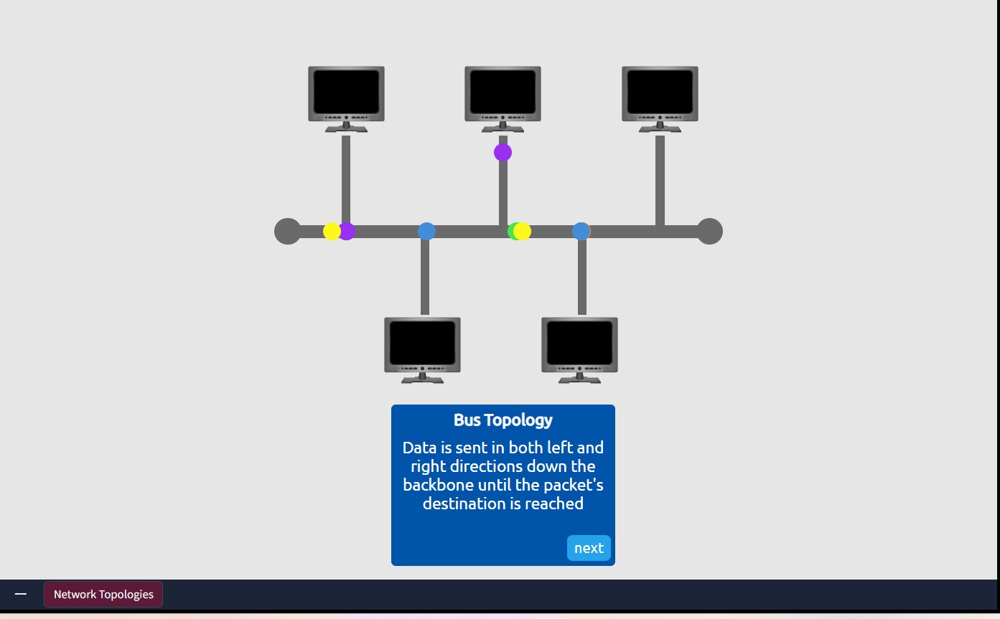 Bus Topology
Data is sent in both left and
right directions down the
backbone until the packet's
destination is reached
next
Network Topologies